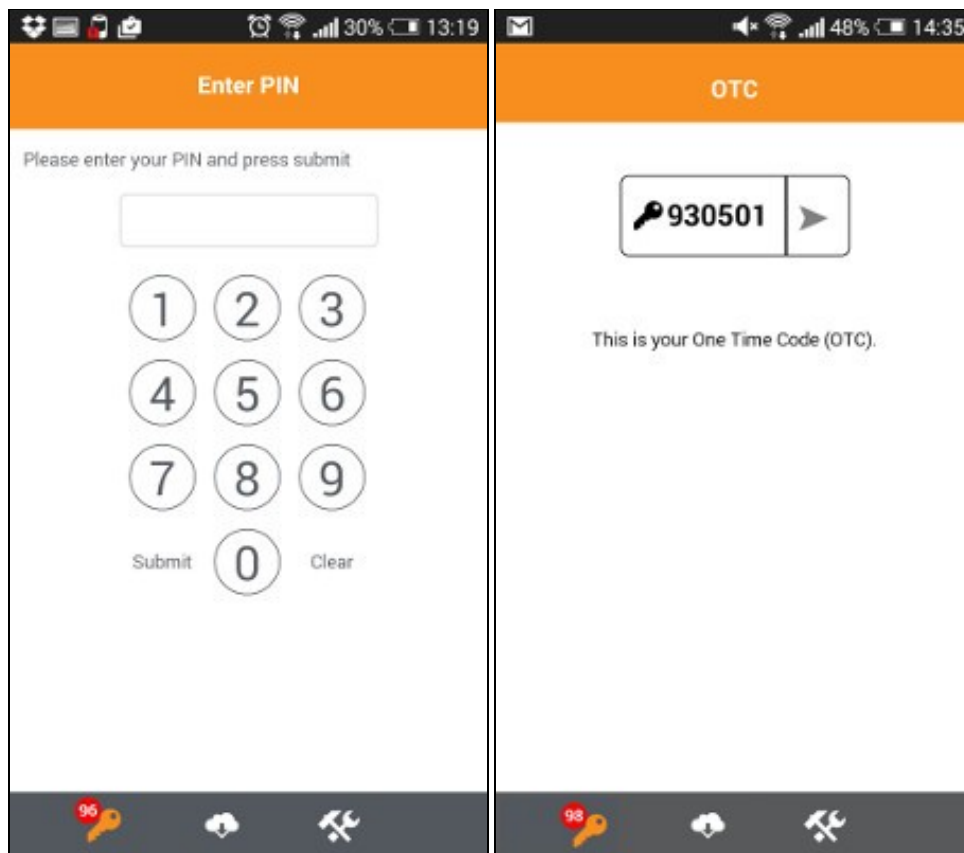 30% 13:19
Enter PIN
Please enter your PIN and press submit
1 2 3
4 5 6
7 8 9
Submit 0 Clear
96
48% 14:35
OTC
930501
This is your One Time Code (OTC).
98